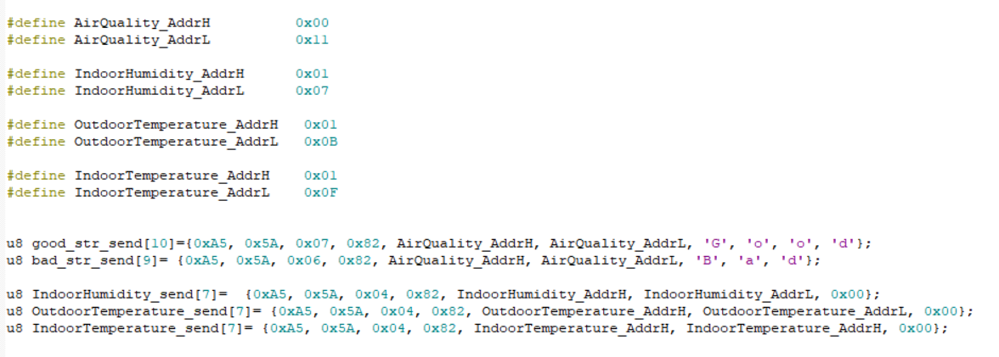 #define AirQuality_AddrH 0x00
#define AirQuality_AddrL 0x11
#define IndoorHumidity_AddrH 0x01
#define IndoorHumidity_AddrL 0x07
#define OutdoorTemperature_AddrH 0x01
#define OutdoorTemperature_AddrL 0x0B
#define IndoorTemperature_AddrH 0x01
#define IndoorTemperature_AddrL 0x0F
u8 good_str_send[10]={0xA5, 0x5A, 0x07, 0x82, AirQuality_AddrH, AirQuality_AddrL, 'G', 'o', 'o', 'd'};
u8 bad_str_send[9]= {0xA5, 0x5A, 0x06, 0x82, AirQuality_AddrH, AirQuality_AddrL, 'B', 'a', 'd'};
u8 IndoorHumidity_send[7]= {0xA5, 0x5A, 0x04, 0x82, IndoorHumidity_AddrH, IndoorHumidity_AddrL, 0x00};
u8 OutdoorTemperature_send[7]= {0xA5, 0x5A, 0x04, 0x82, OutdoorTemperature_AddrH, OutdoorTemperature_AddrL, 0x00};
u8 IndoorTemperature_send[7]= {0xA5, 0x5A, 0x04, 0x82, IndoorTemperature_AddrH, IndoorTemperature_AddrH, 0x00};